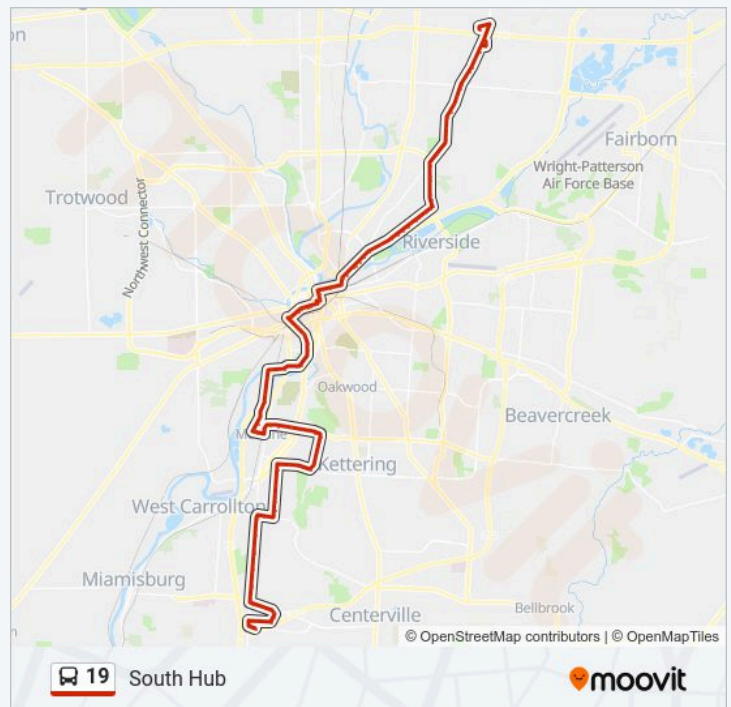 on
Fairborn
Wright-Patterson
Air Force Base
Trotwood
Northwest Connector
Riverside
Oakwood
Beavercreek
Kettering
West Carrollton
Miamisburg
Bellbrook
Centerville
n
© OpenStreetMap contributors | © OpenMapTiles
19 South Hub
moovit